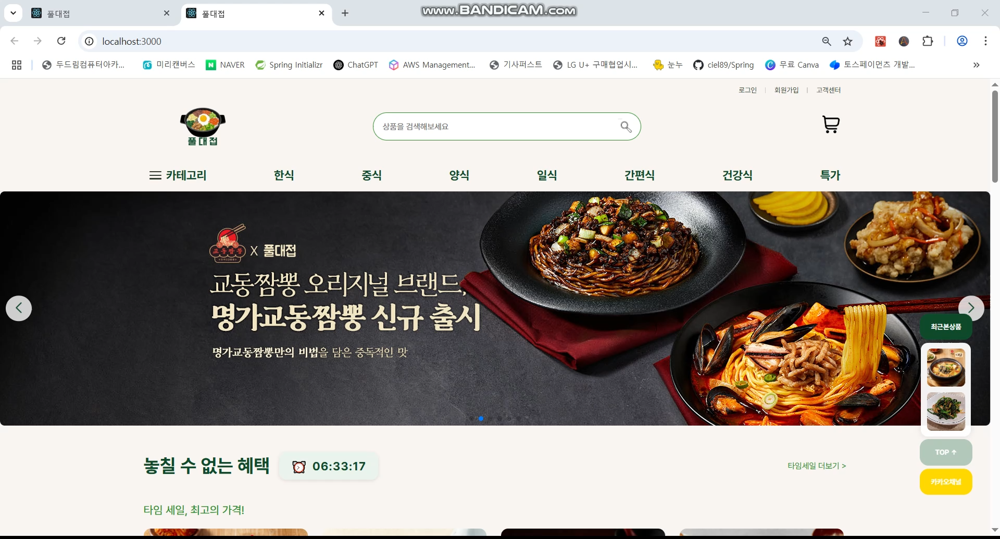 풀대접
풀대접
www.BANDICAM.com
localhost:3000
두드림컴퓨터아카...
미리캔버스
NAVER
Spring Initializr
ChatGPT
AWS Management...
기사퍼스트
LG U+ 구매협업시...
눈누
ciel89/Spring
무료 Canva
토스페이먼츠 개발...
로그인
회원가입
고객센터
풀대접
상품을 검색해보세요
카테고리
한식
중식
양식
일식
간편식
건강식
특가
교동짬뽕
X 풀대접
교동짬뽕 오리지널 브랜드,
명가교동짬뽕 신규 출시
명가교동짬뽕만의 비법을 담은 중독적인 맛
최근본상품
TOP ↑
카카오채널
놓칠 수 없는 혜택
06:33:17
타임세일 더보기 >
타임 세일, 최고의 가격!